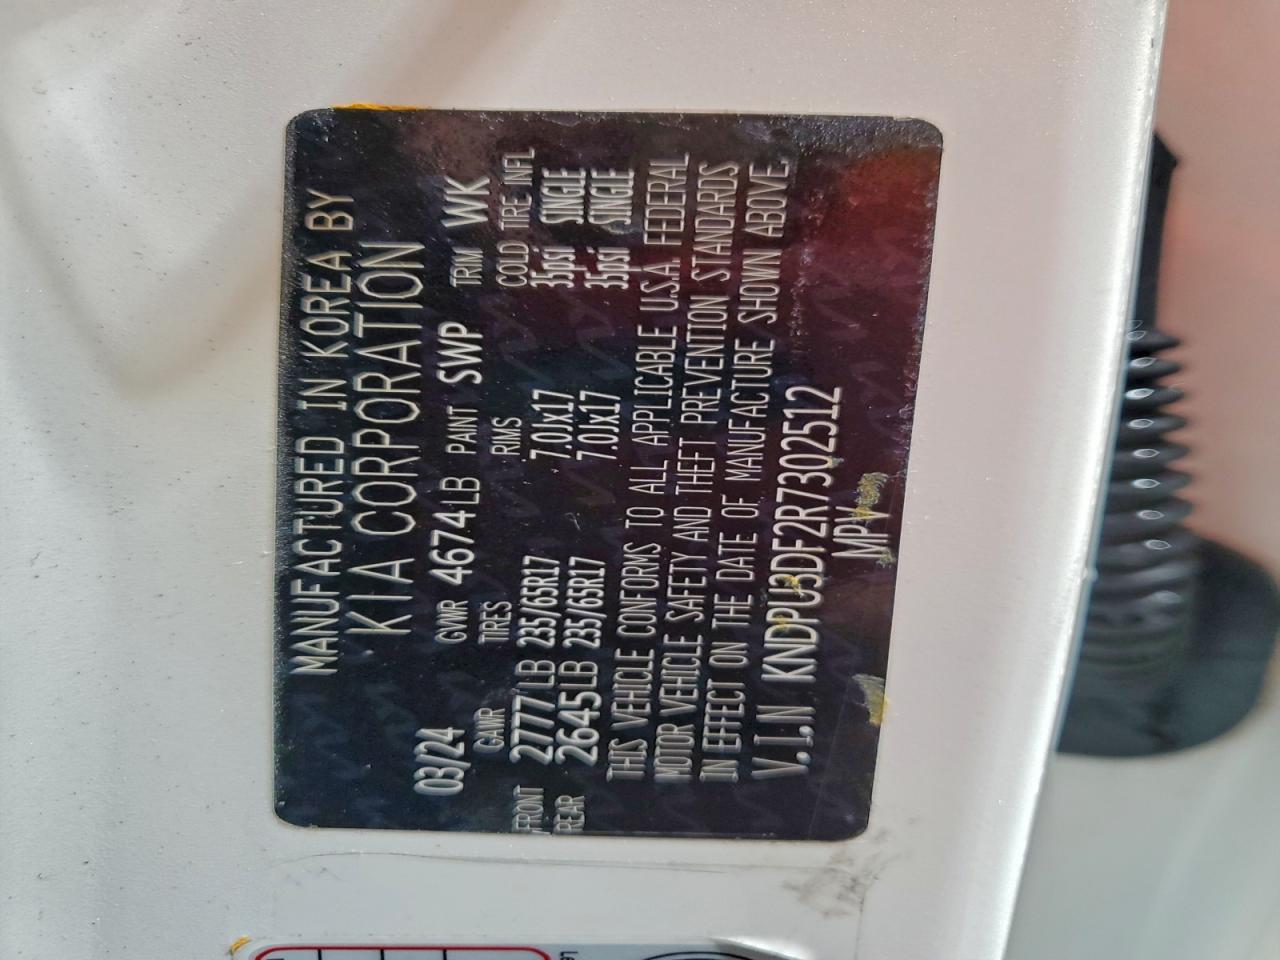 MANUFACTURED IN KOREA BY
KIA CORPORATION
03/24 GVWR 4674LB PAINT SWP TRIM WK
GAWR TIRES RIMS COLD TIRE INFL
FRONT 2777LB 235/65R17 7.0Jx17 35psi SINGLE
REAR 2645LB 235/65R17 7.0Jx17 35psi SINGLE
THIS VEHICLE CONFORMS TO ALL APPLICABLE U.S.A. FEDERAL
MOTOR VEHICLE SAFETY AND THEFT PREVENTION STANDARDS
IN EFFECT ON THE DATE OF MANUFACTURE SHOWN ABOVE.
V.I.N KNDPU3DF2R7302512
MPV